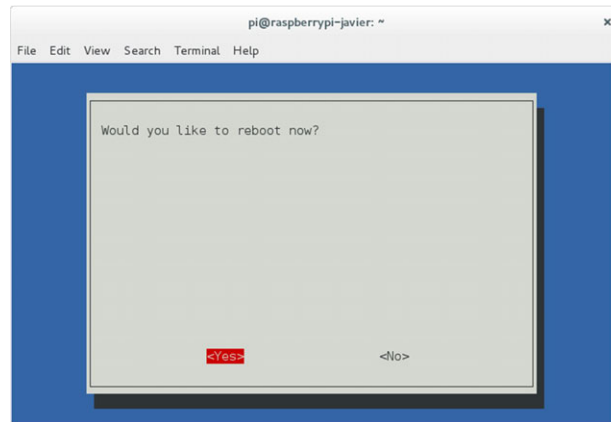 pi@raspberrypi-javier: ~ ×
File Edit View Search Terminal Help
Would you like to reboot now?
<Yes> <No>